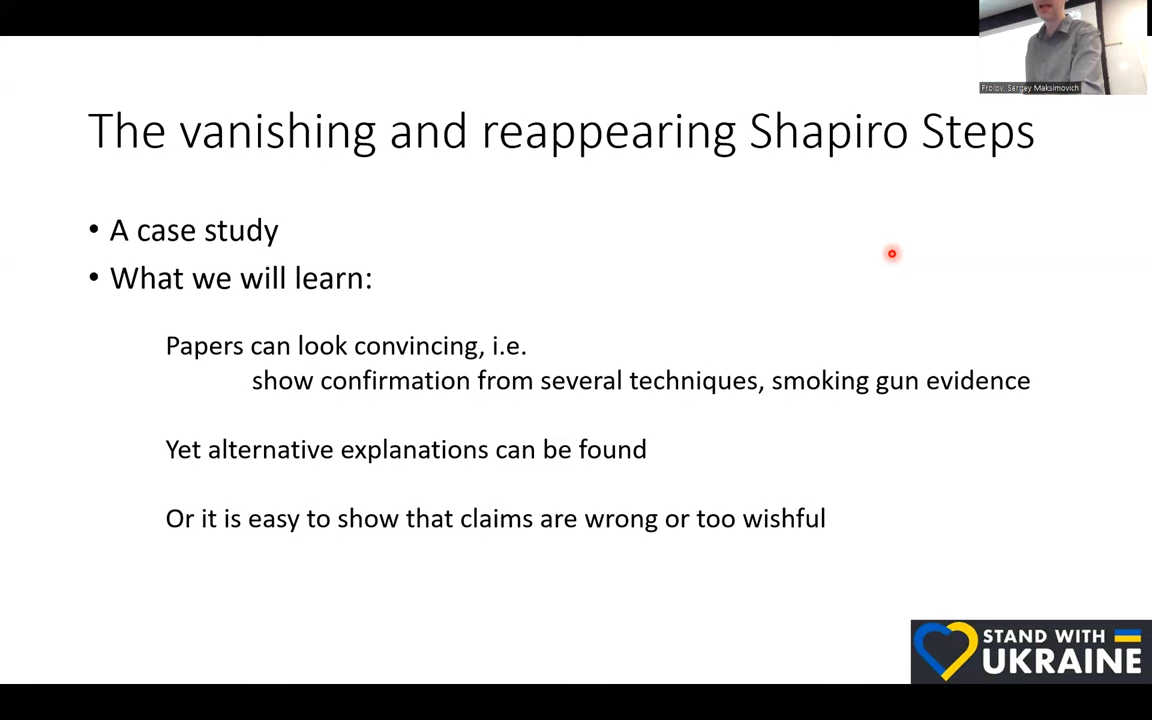 Frolov, Sergey Maksimovich
The vanishing and reappearing Shapiro Steps
• A case study
• What we will learn:
Papers can look convincing, i.e.
show confirmation from several techniques, smoking gun evidence
Yet alternative explanations can be found
Or it is easy to show that claims are wrong or too wishful
STAND WITH
UKRAINE